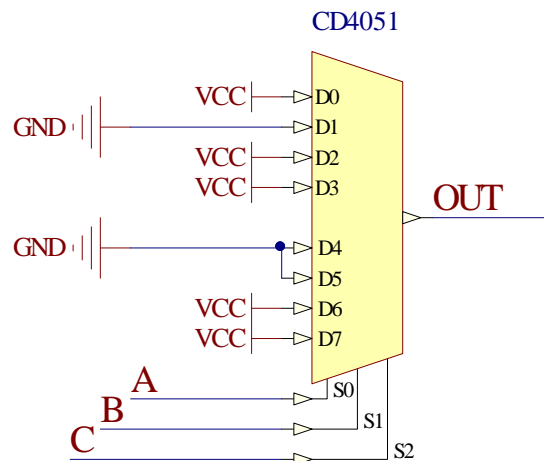 CD4051
VCC D0
GND D1
VCC D2
VCC D3
OUT
GND D4
D5
VCC D6
VCC D7
A S0
B S1
C S2